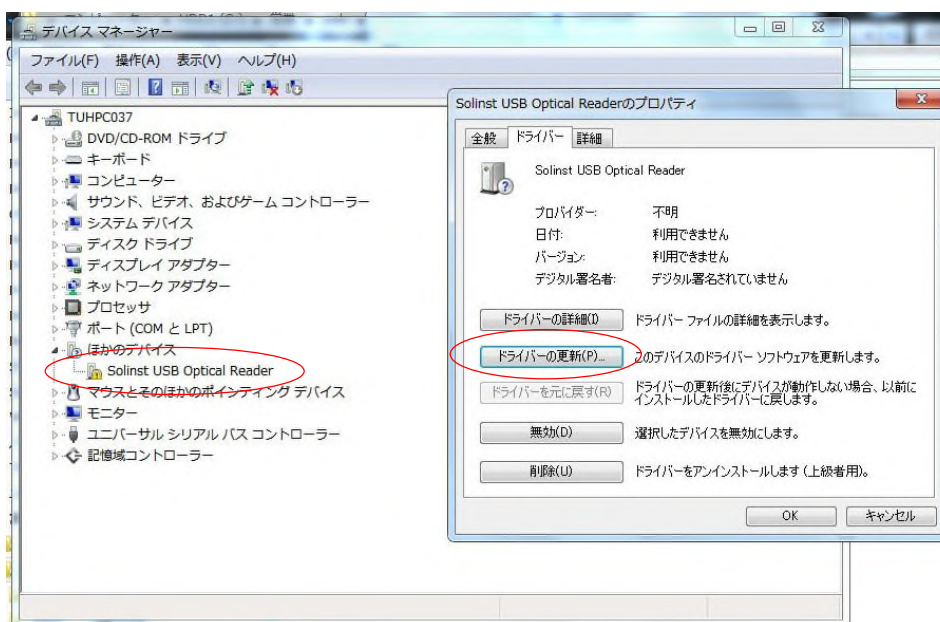 デバイス マネージャー
ファイル(F) 操作(A) 表示(V) ヘルプ(H)
TUHPC037
DVD/CD-ROM ドライブ
キーボード
コンピューター
サウンド、ビデオ、およびゲーム コントローラー
システム デバイス
ディスク ドライブ
ディスプレイ アダプター
ネットワーク アダプター
プロセッサ
ポート (COM と LPT)
ほかのデバイス
Solinst USB Optical Reader
マウスとそのほかのポインティング デバイス
モニター
ユニバーサル シリアル バス コントローラー
記憶域コントローラー
Solinst USB Optical Readerのプロパティ
全般 ドライバー 詳細
Solinst USB Optical Reader
プロバイダー: 不明
日付: 利用できません
バージョン: 利用できません
デジタル署名者: デジタル署名されていません
ドライバーの詳細(I) ドライバー ファイルの詳細を表示します。
ドライバーの更新(P)... このデバイスのドライバー ソフトウェアを更新します。
ドライバーを元に戻す(R) ドライバーの更新後にデバイスが動作しない場合、以前に
インストールしたドライバーに戻します。
無効(D) 選択したデバイスを無効にします。
削除(U) ドライバーをアンインストールします (上級者用)。
OK キャンセル